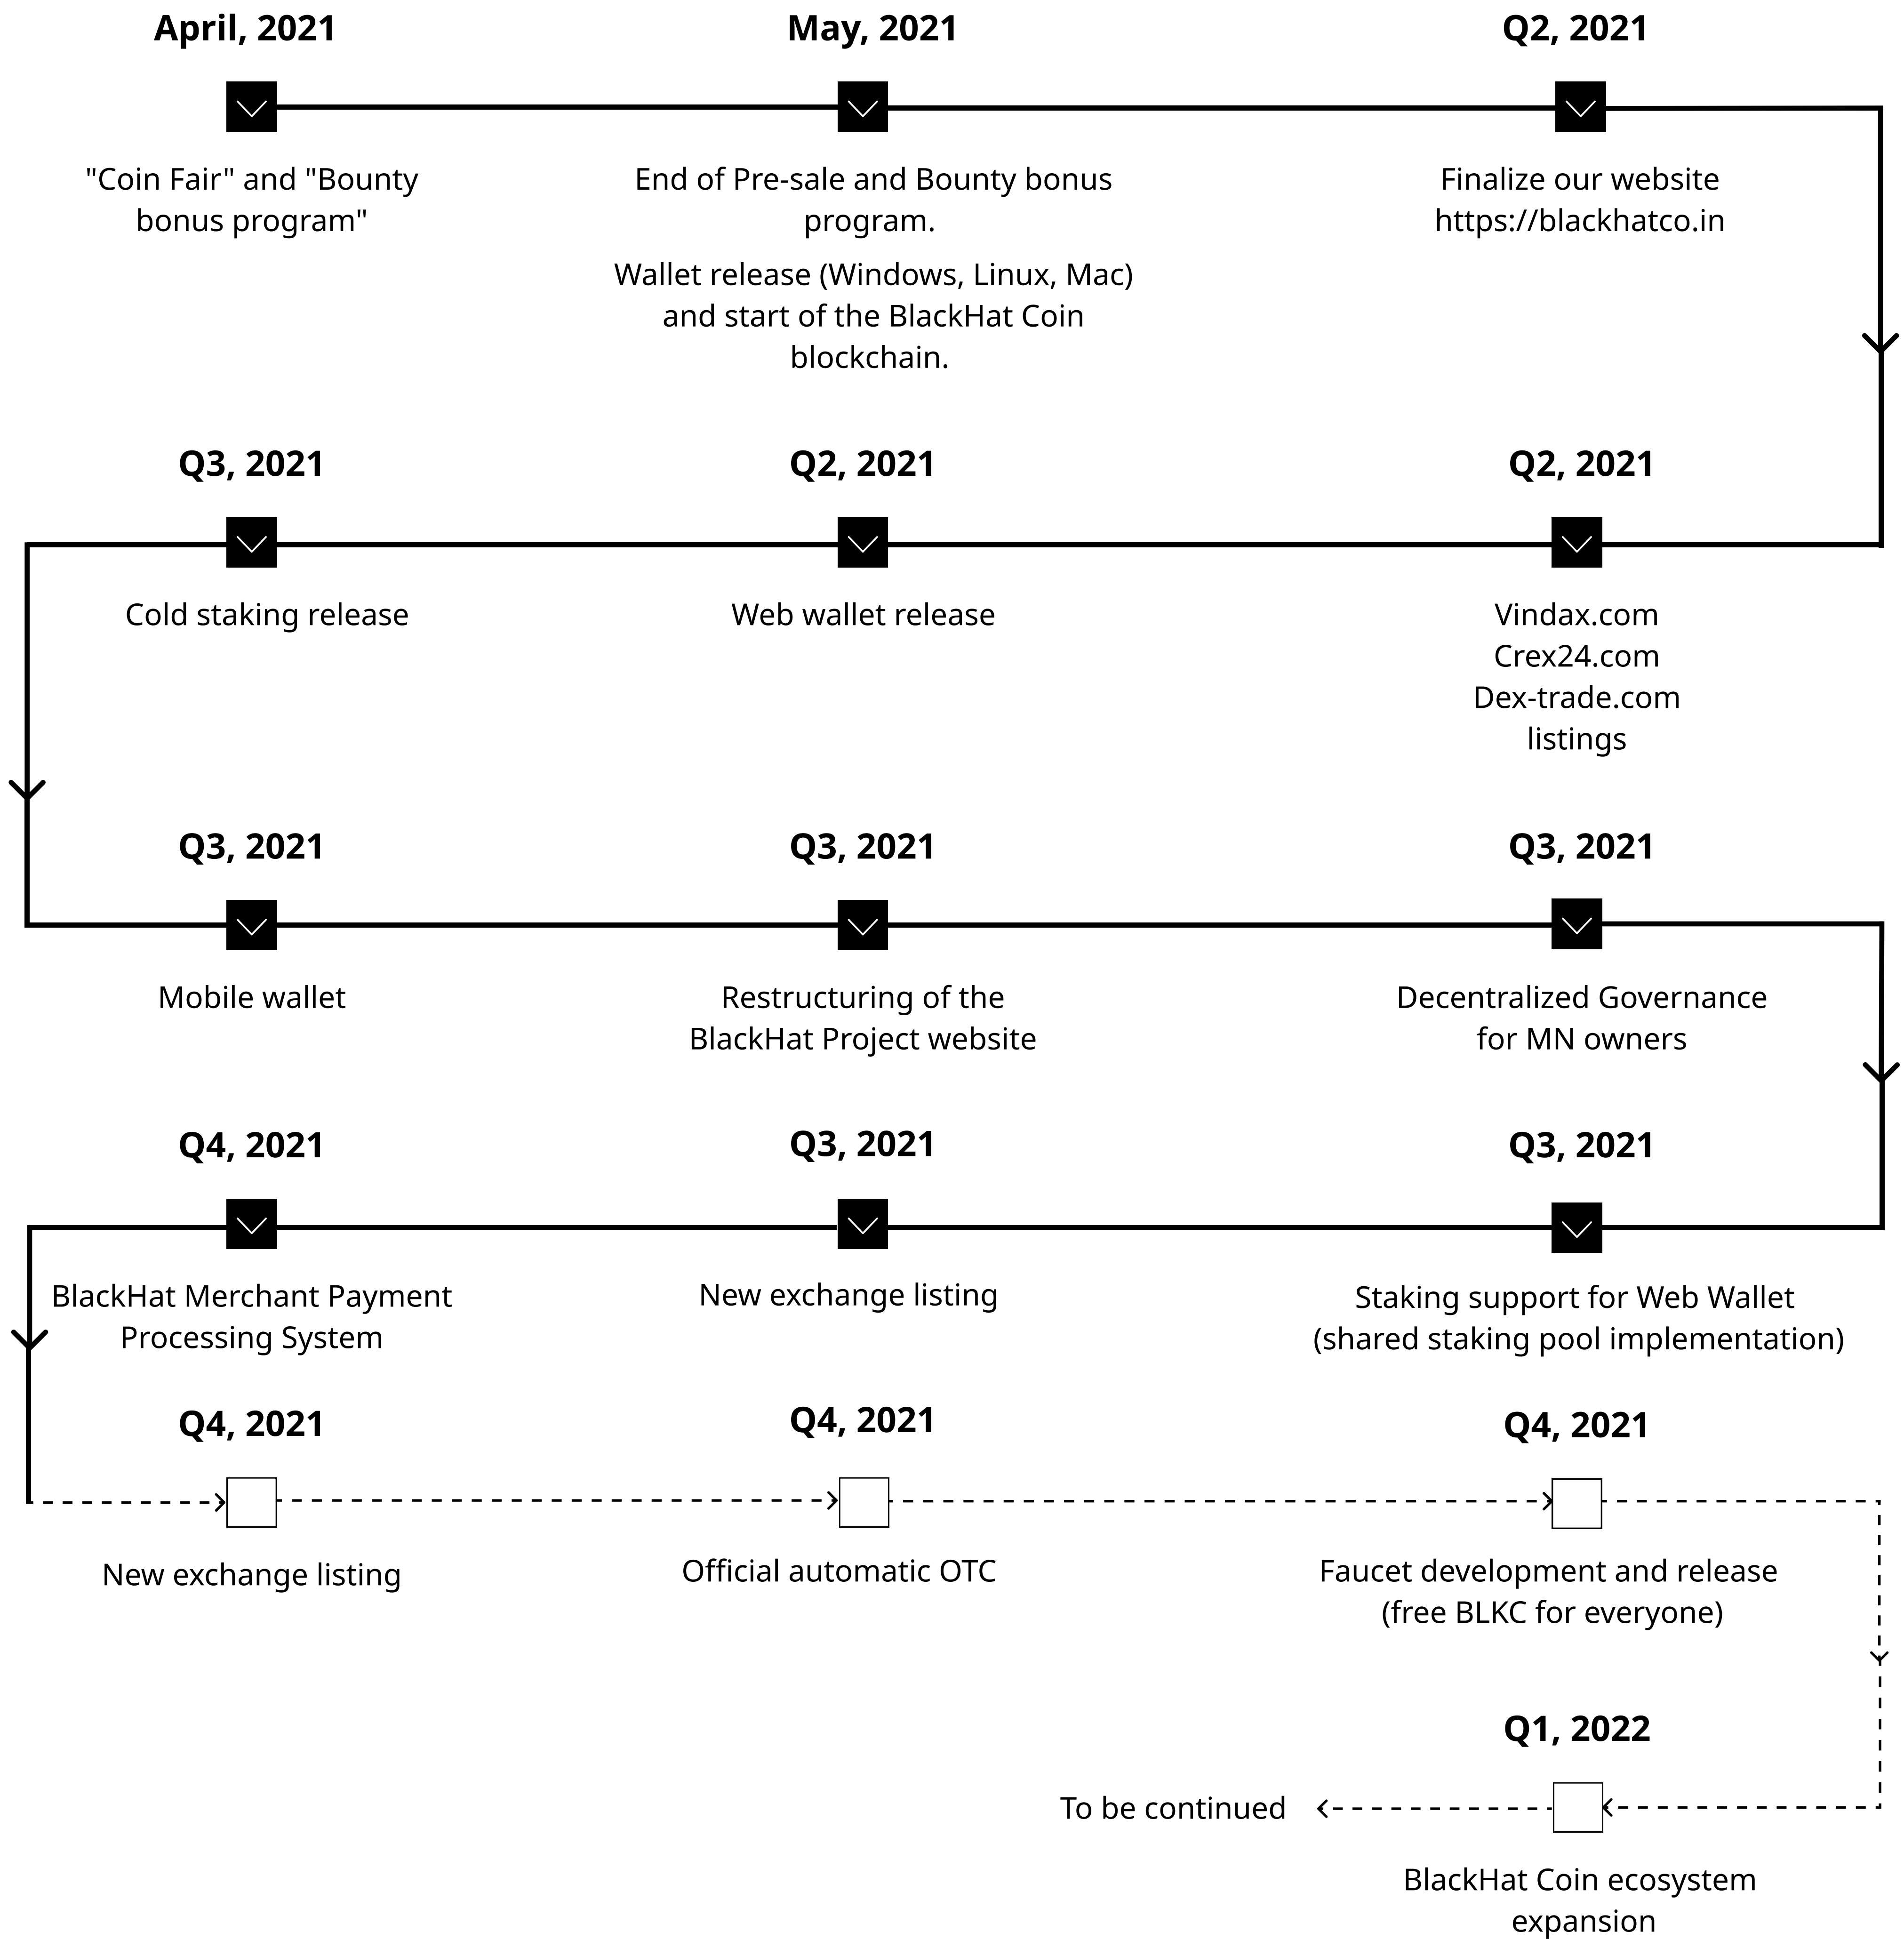 April, 2021
"Coin Fair" and "Bounty
bonus program"
May, 2021
End of Pre-sale and Bounty bonus
program.
Wallet release (Windows, Linux, Mac)
and start of the BlackHat Coin
blockchain.
Q2, 2021
Finalize our website
https://blackhatco.in
Q3, 2021
Cold staking release
Q2, 2021
Web wallet release
Q2, 2021
Vindax.com
Crex24.com
Dex-trade.com
listings
Q3, 2021
Mobile wallet
Q3, 2021
Restructuring of the
BlackHat Project website
Q3, 2021
Decentralized Governance
for MN owners
Q4, 2021
BlackHat Merchant Payment
Processing System
Q3, 2021
New exchange listing
Q3, 2021
Staking support for Web Wallet
(shared staking pool implementation)
Q4, 2021
New exchange listing
Q4, 2021
Official automatic OTC
Q4, 2021
Faucet development and release
(free BLKC for everyone)
Q1, 2022
To be continued
BlackHat Coin ecosystem
expansion